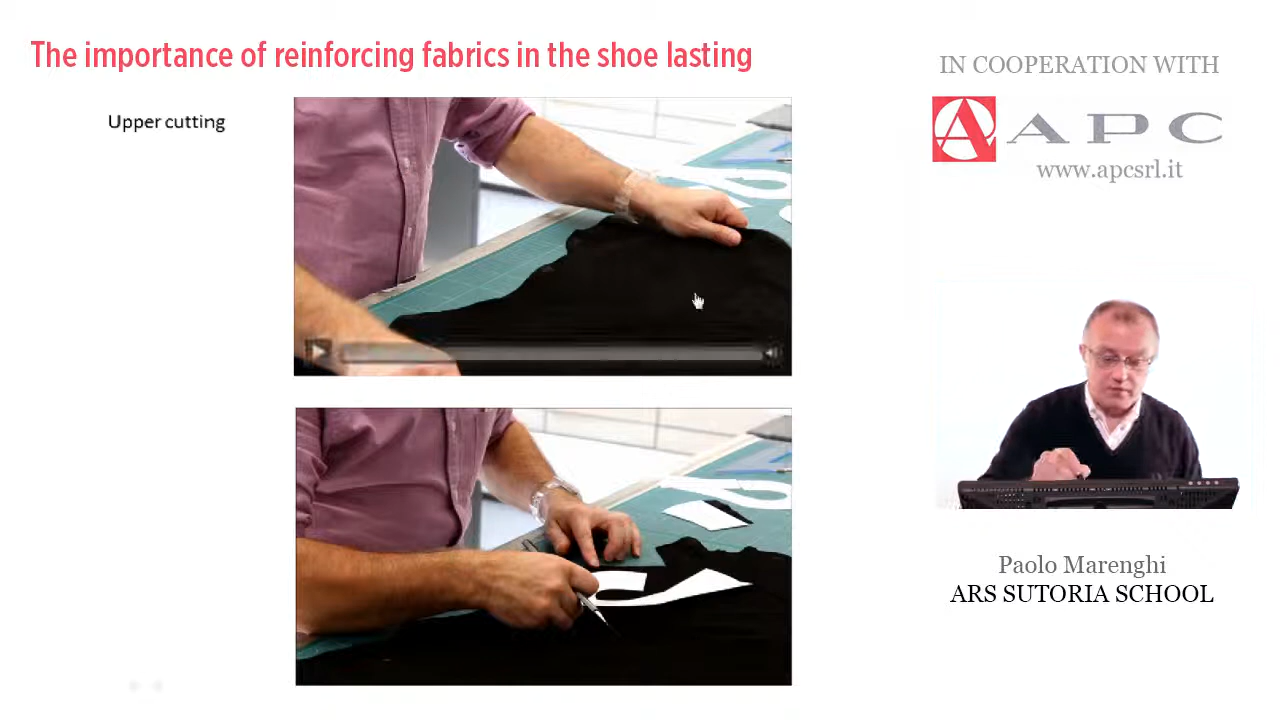 The importance of reinforcing fabrics in the shoe lasting
Upper cutting
IN COOPERATION WITH
A APC
www.apcsrl.it
Paolo Marenghi
ARS SUTORIA SCHOOL